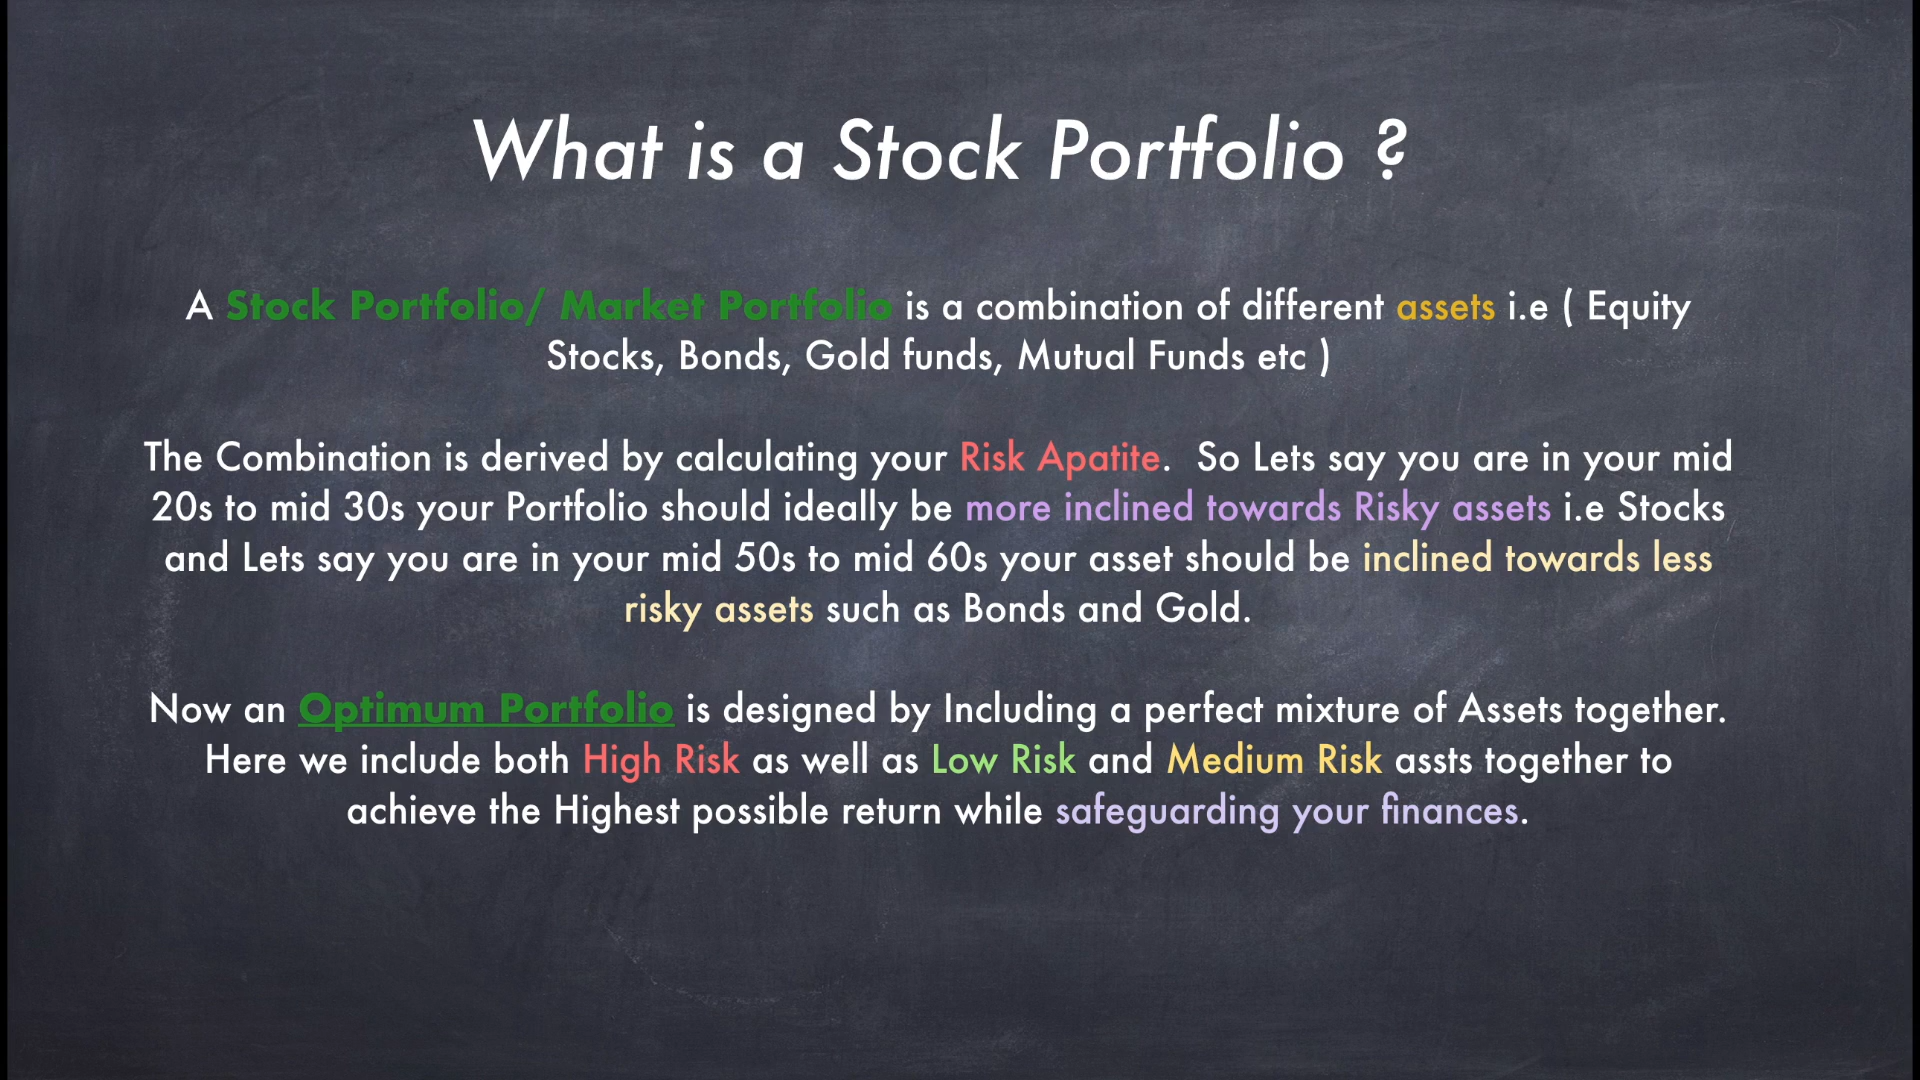 What is a Stock Portfolio ?
A Stock Portfolio/ Market Portfolio is a combination of different assets i.e ( Equity
Stocks, Bonds, Gold funds, Mutual Funds etc )
The Combination is derived by calculating your Risk Apatite.  So Lets say you are in your mid
20s to mid 30s your Portfolio should ideally be more inclined towards Risky assets i.e Stocks
and Lets say you are in your mid 50s to mid 60s your asset should be inclined towards less
risky assets such as Bonds and Gold.
Now an Optimum Portfolio is designed by Including a perfect mixture of Assets together.
Here we include both High Risk as well as Low Risk and Medium Risk assts together to
achieve the Highest possible return while safeguarding your finances.